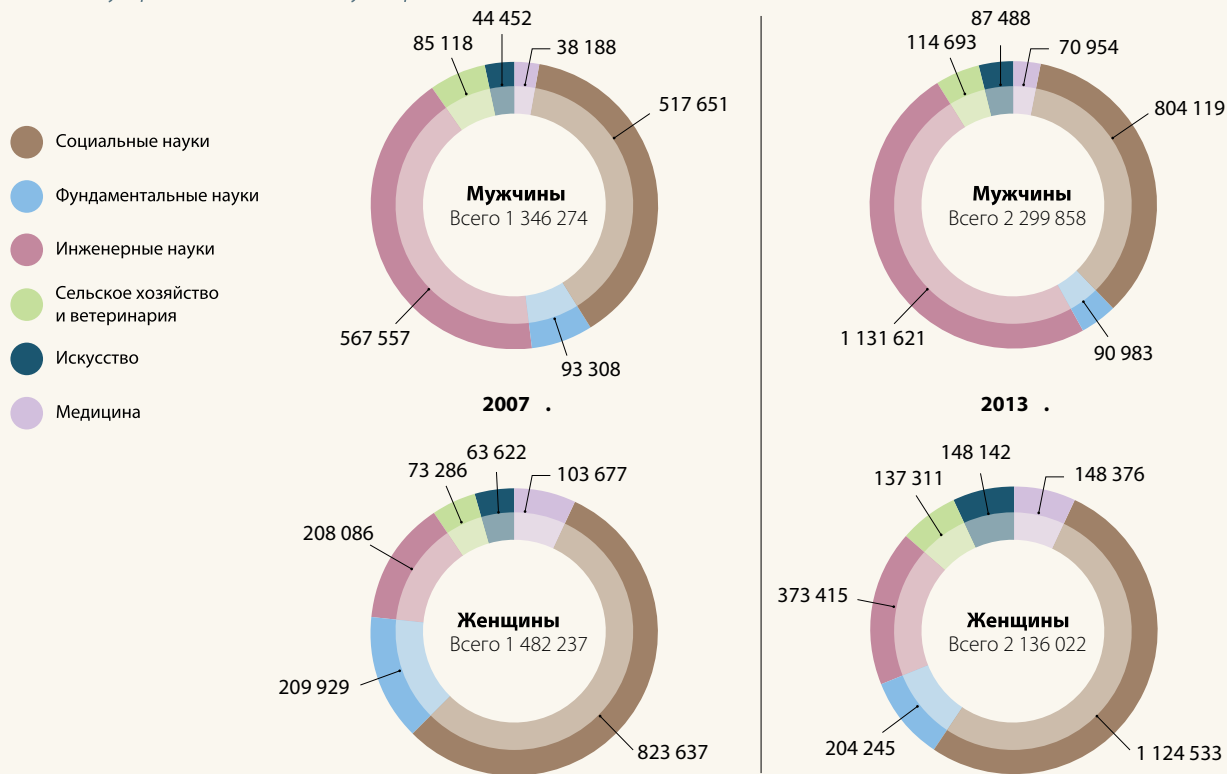 44 452
85 118
38 188
517 651
Мужчины
Всего 1 346 274
567 557
93 308
2007 .
87 488
114 693
70 954
804 119
Мужчины
Всего 2 299 858
1 131 621
90 983
2013 .
Социальные науки
Фундаментальные науки
Инженерные науки
Сельское хозяйство
и ветеринария
Искусство
Медицина
63 622
73 286
103 677
208 086
Женщины
Всего 1 482 237
209 929
823 637
148 142
137 311
148 376
373 415
Женщины
Всего 2 136 022
204 245
1 124 533